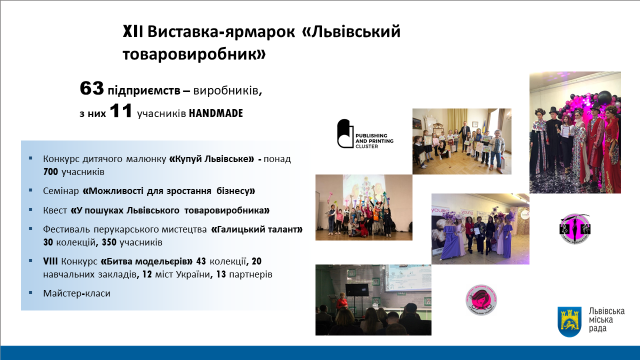 XII Виставка-ярмарок «Львівський
товаровиробник»
63 підприємств – виробників,
з них 11 учасників HANDMADE
Конкурс дитячого малюнку «Купуй Львівське» - понад
700 учасників
Семінар «Можливості для зростання бізнесу»
Квест «У пошуках Львівського товаровиробника»
Фестиваль перукарського мистецтва «Галицький талант»
30 колекцій, 350 учасників
VIII Конкурс «Битва модельєрів» 43 колекції, 20
навчальних закладів, 12 міст України, 13 партнерів
Майстер-класи
PUBLISHING
AND PRINTING
CLUSTER
Львівська
міська
рада